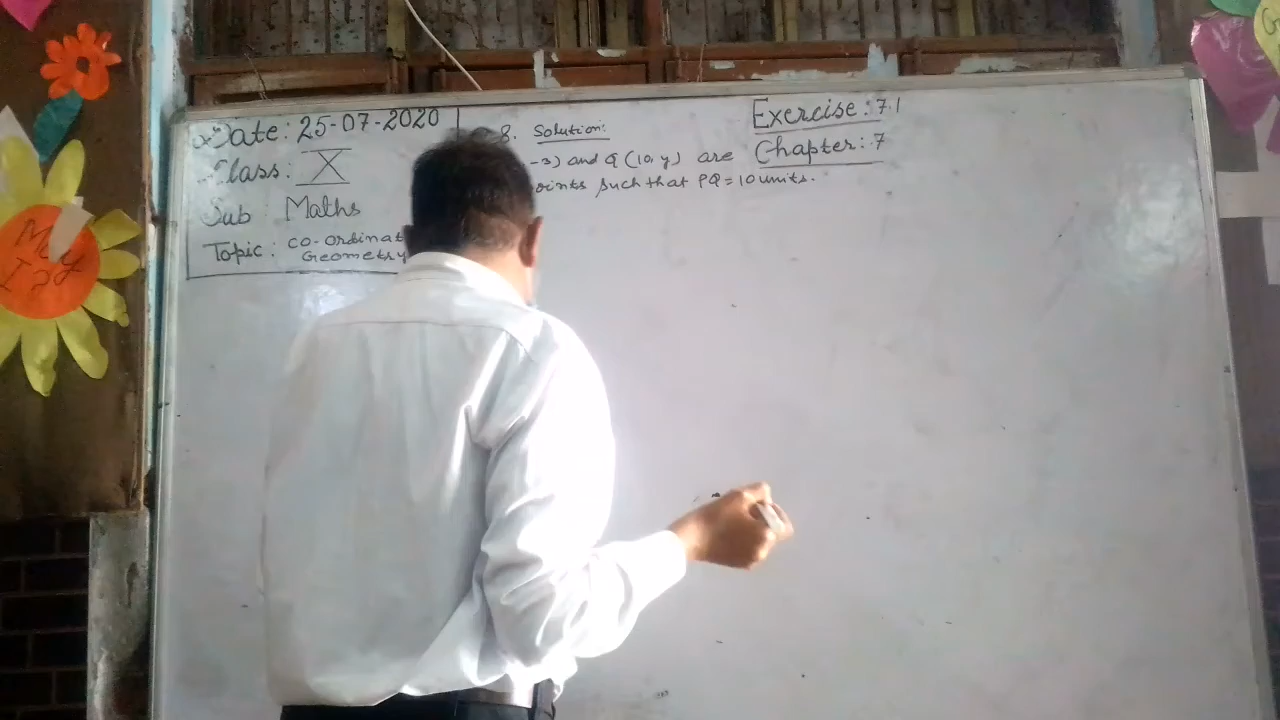 Date: 25-07-2020
Class: X
Sub Maths
Topic: Co-ordinat
Geometry
8. Solution:
-3) and Q (10, y) are
oints such that PQ = 10 units.
Exercise: 7.1
Chapter: 7